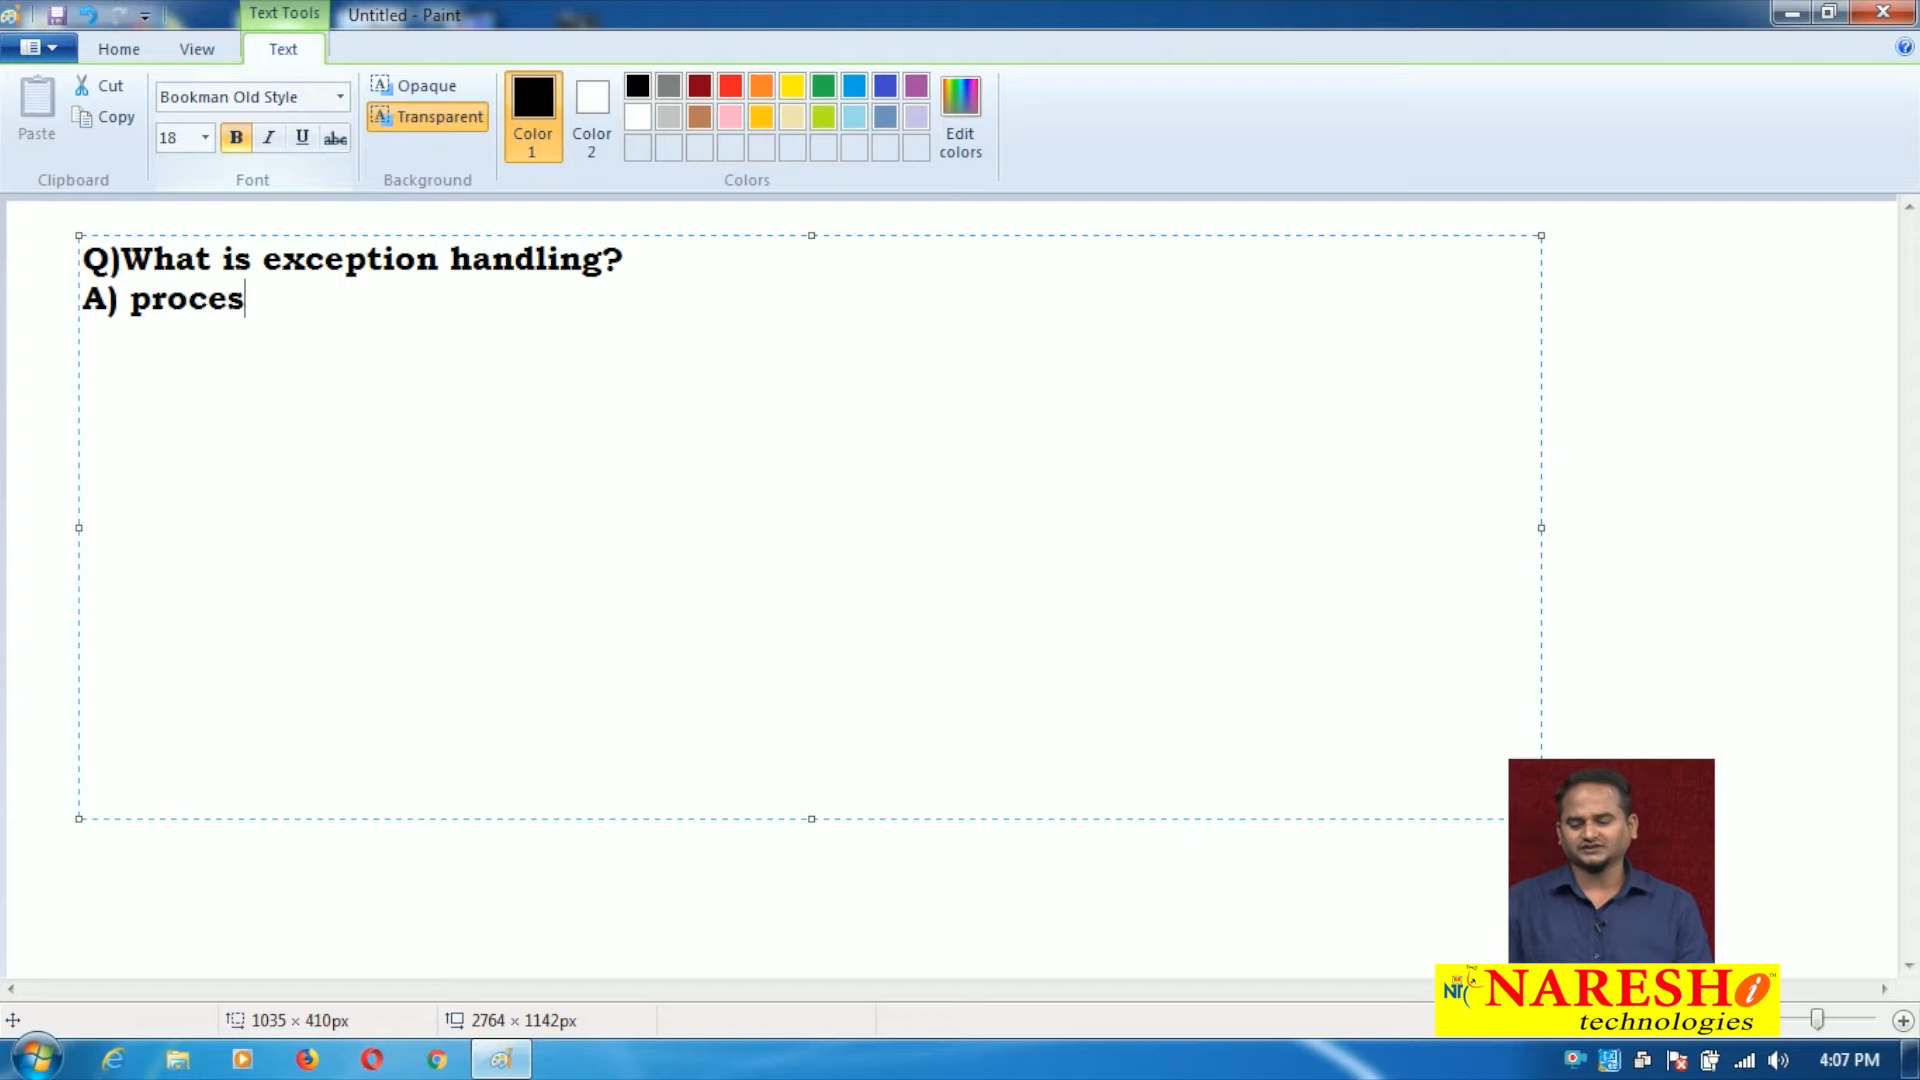 Text Tools
Untitled - Paint
Home
View
Text
Cut
Copy
Paste
Clipboard
Bookman Old Style
18
B
I
U
abc
Font
Opaque
Transparent
Background
Color 1
Color 2
Edit colors
Colors
Q)What is exception handling?
A) proces
1035 × 410px
2764 × 1142px
NARESH i
technologies
4:07 PM